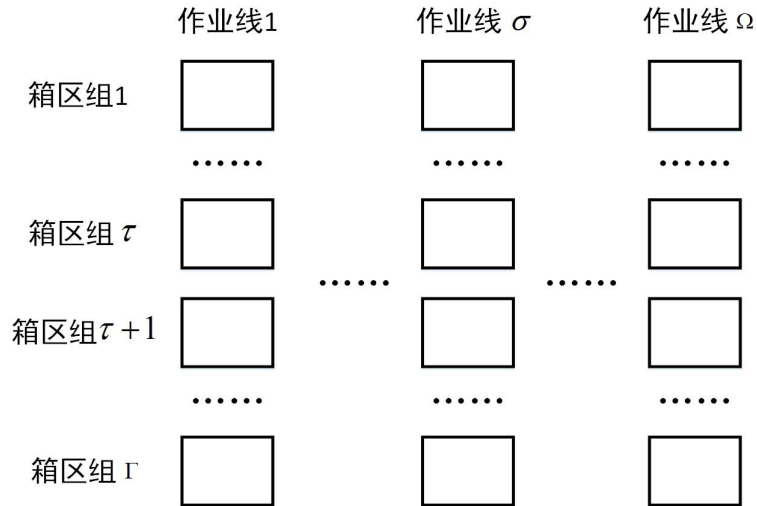 作业线1 作业线 σ 作业线 Ω
箱区组1
…… …… ……
箱区组 τ
…… ……
箱区组τ+1
…… …… ……
箱区组 Γ